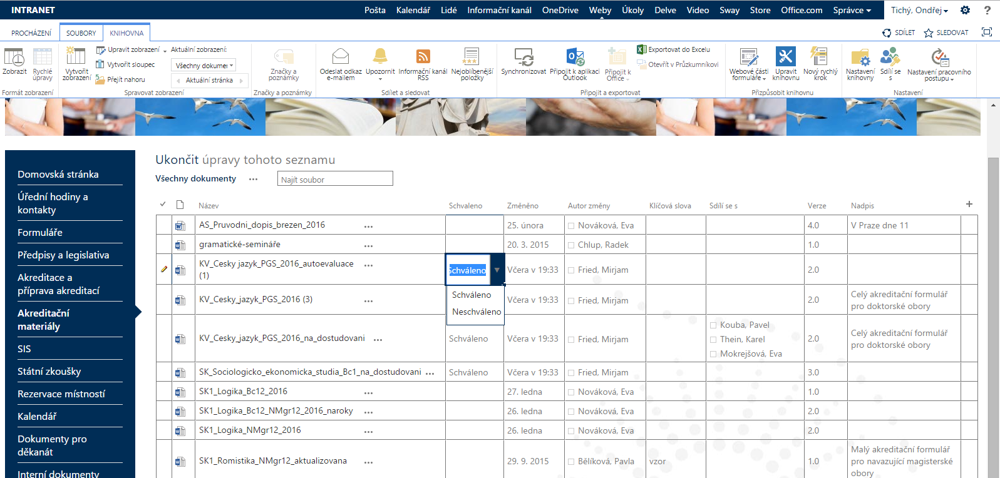 INTRANET
Pošta Kalendář Lidé Informační kanál OneDrive Weby Úkoly Delve Video Sway Store Office.com Správce
Tichý, Ondřej ?
PROCHÁZENÍ SOUBORY KNIHOVNA
SDÍLET SLEDOVAT
Zobrazit
Rychlé úpravy
Formát zobrazení
Vytvořit zobrazení
Upravit zobrazení
Vytvořit sloupec
Přejít nahoru
Aktuální zobrazení:
Všechny dokumen
Aktuální stránka
Spravovat zobrazení
Značky a poznámky
Značky a poznámky
Odeslat odkaz e-mailem
Upozornit
Informační kanál RSS
Nejoblíbenější položky
Sdílet a sledovat
Synchronizovat
Připojit k aplikaci Outlook
Připojit k Office
Exportovat do Excelu
Otevřít v Průzkumníkovi
Připojit a exportovat
Webové části formuláře
Upravit knihovnu
Nový rychlý krok
Přizpůsobit knihovnu
Nastavení knihovny
Sdílí se s
Nastavení pracovního postupu
Nastavení
Domovská stránka
Úřední hodiny a
kontakty
Formuláře
Předpisy a legislativa
Akreditace a
příprava akreditací
Akreditační
materiály
SIS
Státní zkoušky
Rezervace místností
Kalendář
Dokumenty pro
děkanát
Interní dokumenty
Ukončit úpravy tohoto seznamu
Všechny dokumenty ... Najít soubor
Název Schvaleno Změněno Autor změny Klíčová slova Sdílí se s Verze Nadpis +
AS_Pruvodni_dopis_brezen_2016 ... 25. února Nováková, Eva 4.0 V Praze dne 11
gramatické-semináře ... 20. 3. 2015 Chlup, Radek 1.0
KV_Cesky jazyk_PGS_2016_autoevaluace
(1) ... Schváleno Včera v 19:33 Fried, Mirjam 2.0
Schváleno
Neschváleno
KV_Cesky_jazyk_PGS_2016 (3) ... Včera v 19:33 Fried, Mirjam 2.0 Celý akreditační formulář
pro doktorské obory
KV_Cesky_jazyk_PGS_2016_na_dostudovani ... Schváleno Včera v 19:33 Fried, Mirjam
Kouba, Pavel
Thein, Karel
Mokrejšová, Eva
2.0 Celý akreditační formulář
pro doktorské obory
SK_Sociologicko_ekonomicka_studia_Bc1_na_dostudovani ... Schváleno Včera v 19:33 Fried, Mirjam 3.0
SK1_Logika_Bc12_2016 ... 27. ledna Nováková, Eva 1.0
SK1_Logika_Bc12_NMgr12_2016_naroky ... 26. ledna Nováková, Eva 2.0
SK1_Logika_NMgr12_2016 ... 26. ledna Nováková, Eva 2.0
SK1_Romistika_NMgr12_aktualizovana ... 29. 9. 2015 Bělíková, Pavla vzor 1.0 Malý akreditační formulář
pro navazující magisterské
obory